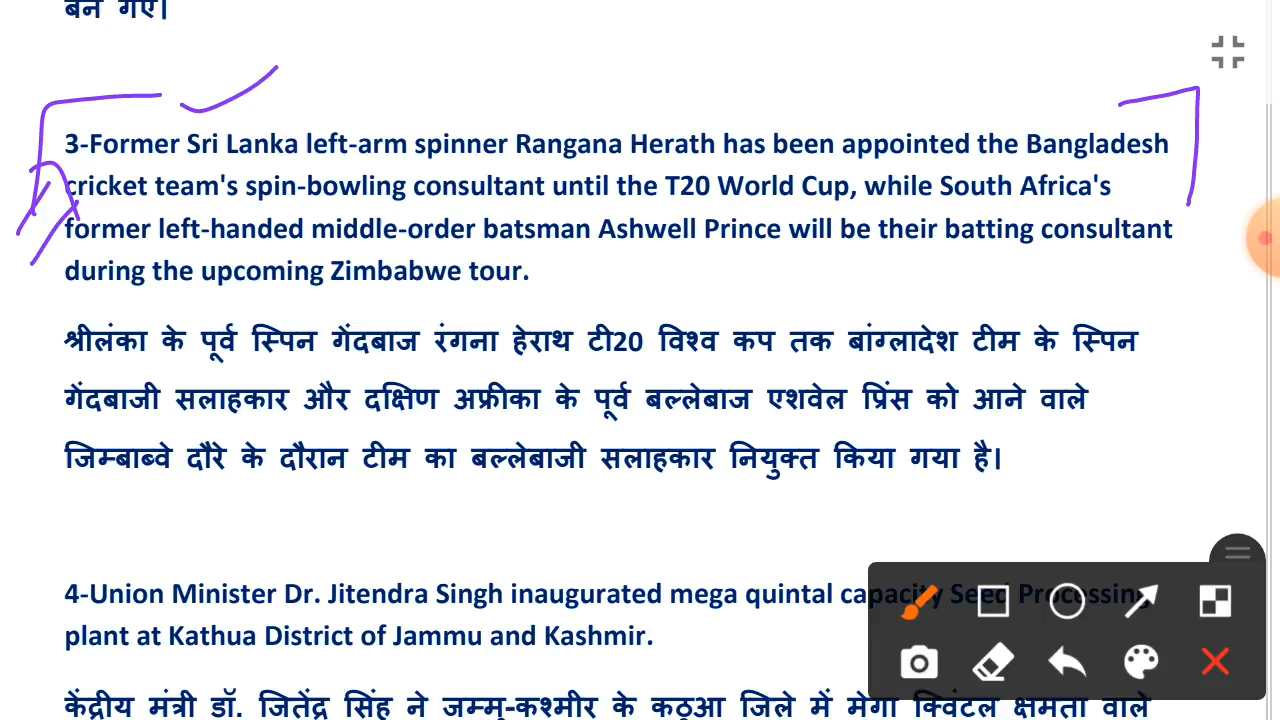 बन गए।
3-Former Sri Lanka left-arm spinner Rangana Herath has been appointed the Bangladesh
cricket team's spin-bowling consultant until the T20 World Cup, while South Africa's
former left-handed middle-order batsman Ashwell Prince will be their batting consultant
during the upcoming Zimbabwe tour.
श्रीलंका के पूर्व स्पिन गेंदबाज रंगना हेराथ टी20 विश्व कप तक बांग्लादेश टीम के स्पिन
गेंदबाजी सलाहकार और दक्षिण अफ्रीका के पूर्व बल्लेबाज एशवेल प्रिंस को आने वाले
जिम्बाब्वे दौरे के दौरान टीम का बल्लेबाजी सलाहकार नियुक्त किया गया है।
4-Union Minister Dr. Jitendra Singh inaugurated mega quintal capacity Seed Processing
plant at Kathua District of Jammu and Kashmir.
केंद्रीय मंत्री डॉ. जितेंद्र सिंह ने जम्मू-कश्मीर के कठुआ जिले में मेगा क्विंटल क्षमता वाले